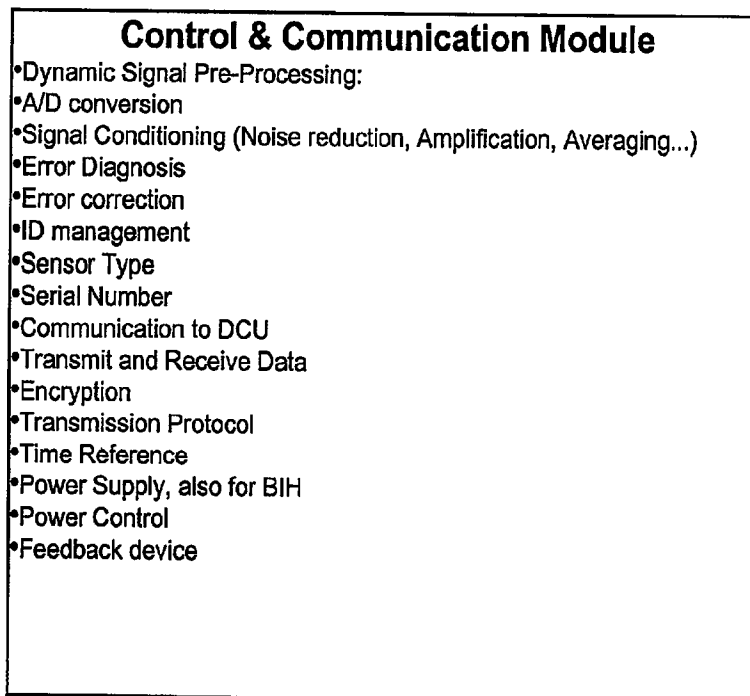 Control & Communication Module
•Dynamic Signal Pre-Processing:
•A/D conversion
•Signal Conditioning (Noise reduction, Amplification, Averaging...)
•Error Diagnosis
•Error correction
•ID management
•Sensor Type
•Serial Number
•Communication to DCU
•Transmit and Receive Data
•Encryption
•Transmission Protocol
•Time Reference
•Power Supply, also for BIH
•Power Control
•Feedback device